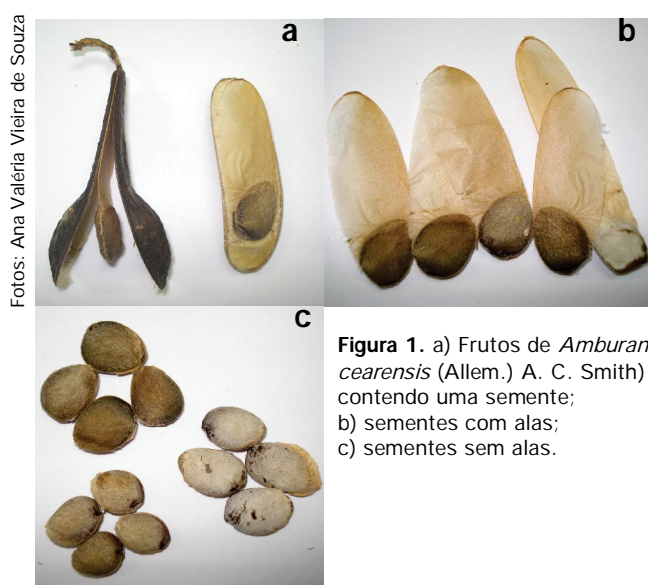 Fotos: Ana Valéria Vieira de Souza
a
b
c
Figura 1. a) Frutos de Amburan
cearensis (Allem.) A. C. Smith)
contendo uma semente;
b) sementes com alas;
c) sementes sem alas.